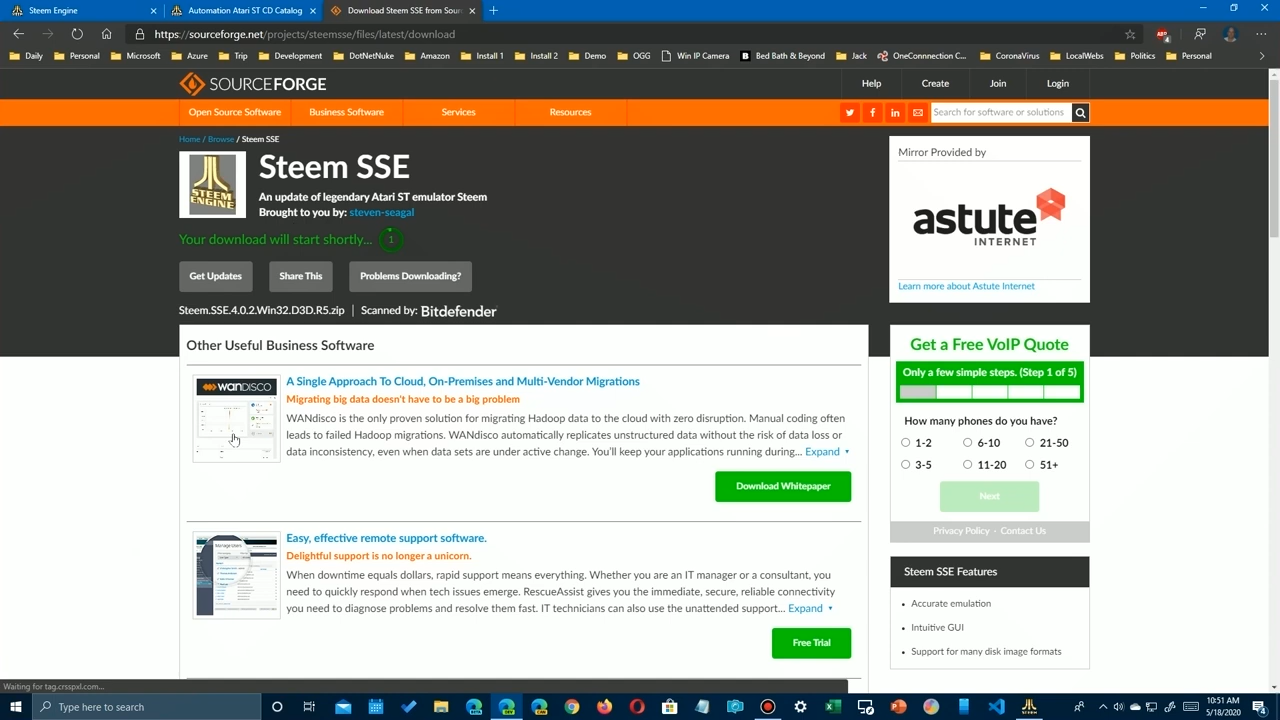 Steem Engine
Automation ST CD Catalog
Download Steem SSE from Soun
https://sourceforge.net/projects/steemsse/files/latest/download
Daily
Personal
Microsoft
Azure
Trip
Development
DotNetNuke
Amazon
Install 1
Install 2
Demo
OGG
Win IP Camera
Bed Bath & Beyond
Jack
OneConnnection C
CoronaVirus
LocalWebs
Politics
Personal
SOURCEFORGE
Help
Create
Join
Login
Open Source Software
Business Software
Services
Resources
Search for software or solutions
Home / Browse / Steem SSE
STEEM
ENGINE
Steem SSE
An update of legendary Atari ST emulator Steem
Brought to you by: steven-seagal
Your download will start shortly... 1
Get Updates
Share This
Problems Downloading?
Steem.SSE.4.0.2.Win32.D3D.R5.zip | Scanned by: Bitdefender
Mirror Provided by
astute
INTERNET
Learn more about Astute Internet
Other Useful Business Software
WANDISCO
A Single Approach To Cloud, On-Premises and Multi-Vendor Migrations
Migrating big data doesn't have to be a big problem
WANdisco is the only proven solution for migrating Hadoop data to the cloud with zero disruption. Manual coding often
leads to failed Hadoop migrations. WANdisco automatically replicates unstructured data without the risk of data loss or
data inconsistency, even when data sets are under active change. You'll keep your applications running during... Expand
Download Whitepaper
Easy, effective remote support software.
Delightful support is no longer a unicorn.
When downtime equals dollars, rapid support means everything. Whether you are an IT manager or a consultant, you
need to quickly respond when tech issues emerge. RescueAssist gives you the immediate, secure, reliable connectivity
you need to diagnose problems and resolve them fast. IT technicians can also use the unattended support... Expand
Free Trial
Get a Free VoIP Quote
Only a few simple steps. (Step 1 of 5)
How many phones do you have?
1-2
6-10
21-50
3-5
11-20
51+
Next
Privacy Policy · Contact Us
Steem SSE Features
Accurate emulation
Intuitive GUI
Support for many disk image formats
Waiting for tag.crsspxl.com...
Type here to search
10:51 AM
5/18/2020